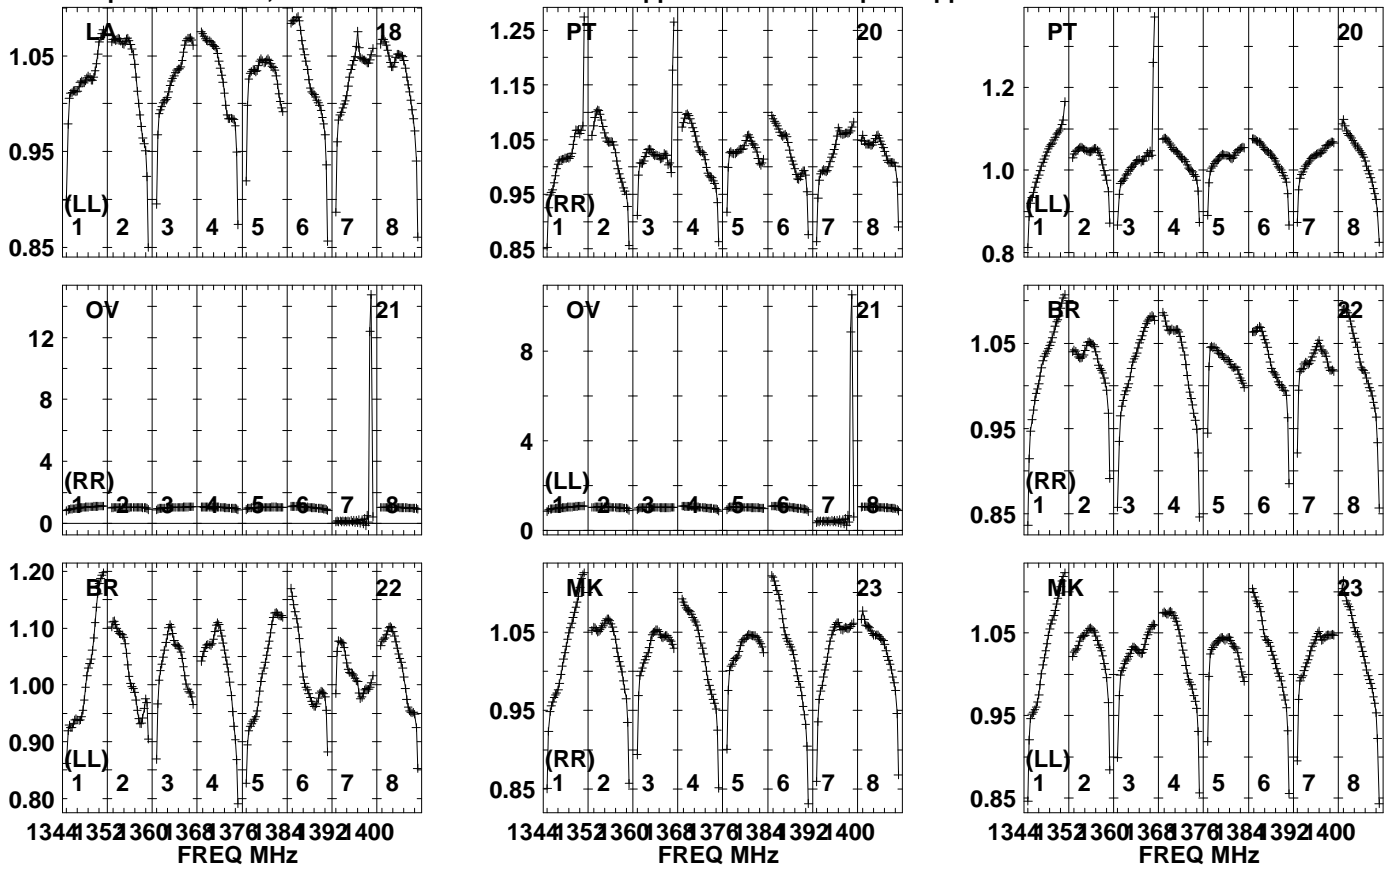 LA 18
1.05
0.95
0.85
(LL)
1 2 3 4 5 6 7 8
PT 20
1.25
1.15
1.05
0.95
0.85
(RR)
1 2 3 4 5 6 7 8
PT 20
1.2
1.0
0.8
(LL)
1 2 3 4 5 6 7 8
OV 21
12
8
4
0
(RR)
1 2 3 4 5 6 7 8
OV 21
8
4
0
(LL)
1 2 3 4 5 6 7 8
BR 22
1.05
0.95
0.85
(RR)
1 2 3 4 5 6 7 8
BR 22
1.20
1.10
1.00
0.90
0.80
(LL)
1 2 3 4 5 6 7 8
1344 1352 1360 1368 1376 1384 1392 1400
FREQ MHz
MK 23
1.05
0.95
0.85
(RR)
1 2 3 4 5 6 7 8
1344 1352 1360 1368 1376 1384 1392 1400
FREQ MHz
MK 23
1.05
0.95
0.85
(LL)
1 2 3 4 5 6 7 8
1344 1352 1360 1368 1376 1384 1392 1400
FREQ MHz